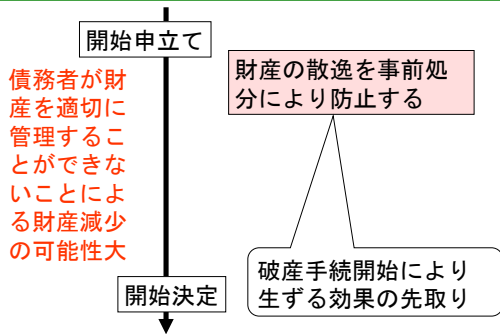 開始申立て
債務者が財
産を適切に
管理するこ
とができな
いことによ
る財産減少
の可能性大
財産の散逸を事前処
分により防止する
破産手続開始により
生ずる効果の先取り
開始決定